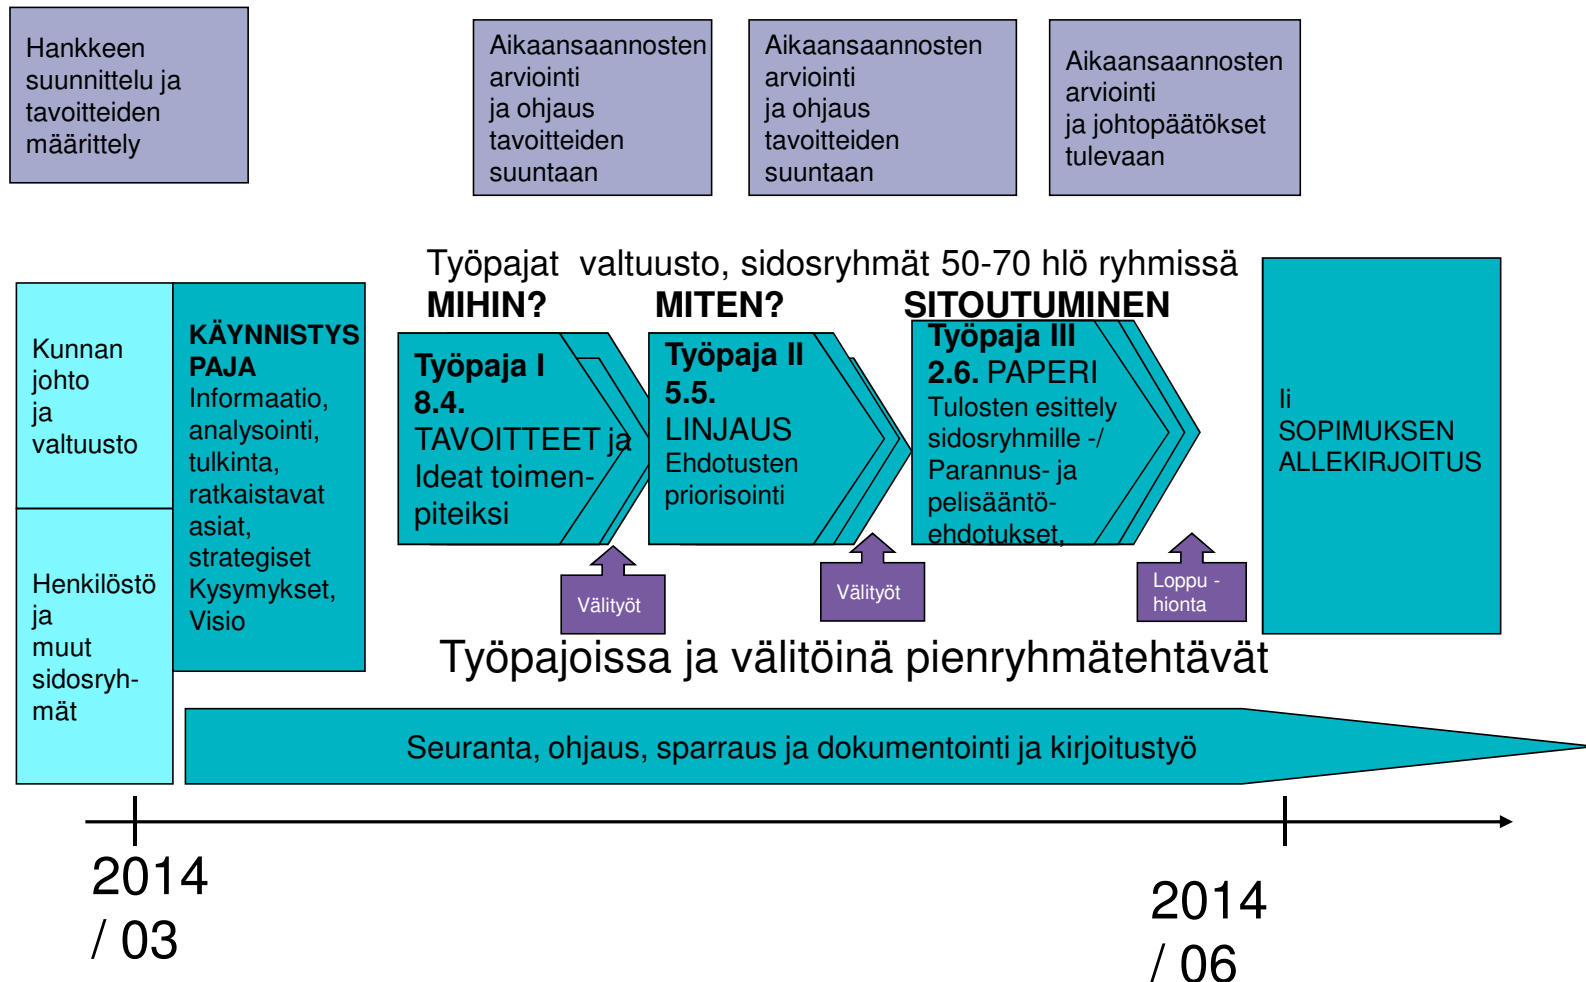 Hankkeen
suunnittelu ja
tavoitteiden
määrittely
Aikaansaannosten
arviointi
ja ohjaus
tavoitteiden
suuntaan
Aikaansaannosten
arviointi
ja ohjaus
tavoitteiden
suuntaan
Aikaansaannosten
arviointi
ja johtopäätökset
tulevaan
Työpajat valtuusto, sidosryhmät 50-70 hlö ryhmissä
MIHIN?
MITEN?
SITOUTUMINEN
Kunnan
johto
ja
valtuusto
Henkilöstö
ja
muut
sidosryh-
mät
KÄYNNISTYS
PAJA
Informaatio,
analysointi,
tulkinta,
ratkaistavat
asiat,
strategiset
Kysymykset,
Visio
Työpaja I
8.4.
TAVOITTEET ja
Ideat toimen-
piteiksi
Työpaja II
5.5.
LINJAUS
Ehdotusten
priorisointi
Työpaja III
2.6. PAPERI
Tulosten esittely
sidosryhmille -/
Parannus- ja
pelisääntö-
ehdotukset,
Ii
SOPIMUKSEN
ALLEKIRJOITUS
Välityöt
Välityöt
Loppu -
hionta
Työpajoissa ja välitöinä pienryhmätehtävät
Seuranta, ohjaus, sparraus ja dokumentointi ja kirjoitustyö
2014
/ 03
2014
/ 06